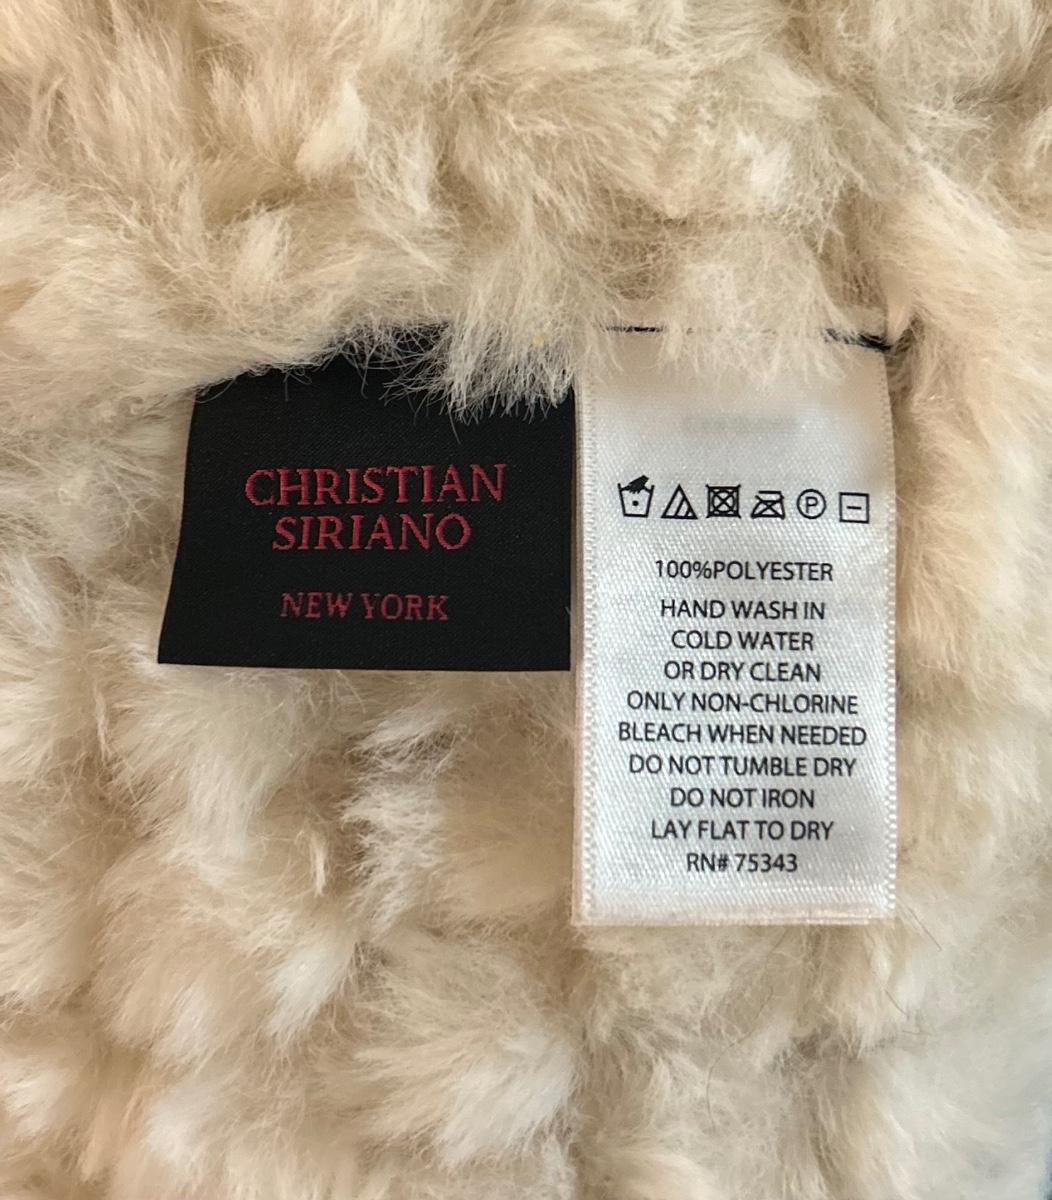 CHRISTIAN
SIRIANO
NEW YORK
P
100%POLYESTER
HAND WASH IN
COLD WATER
OR DRY CLEAN
ONLY NON-CHLORINE
BLEACH WHEN NEEDED
DO NOT TUMBLE DRY
DO NOT IRON
LAY FLAT TO DRY
RN# 75343